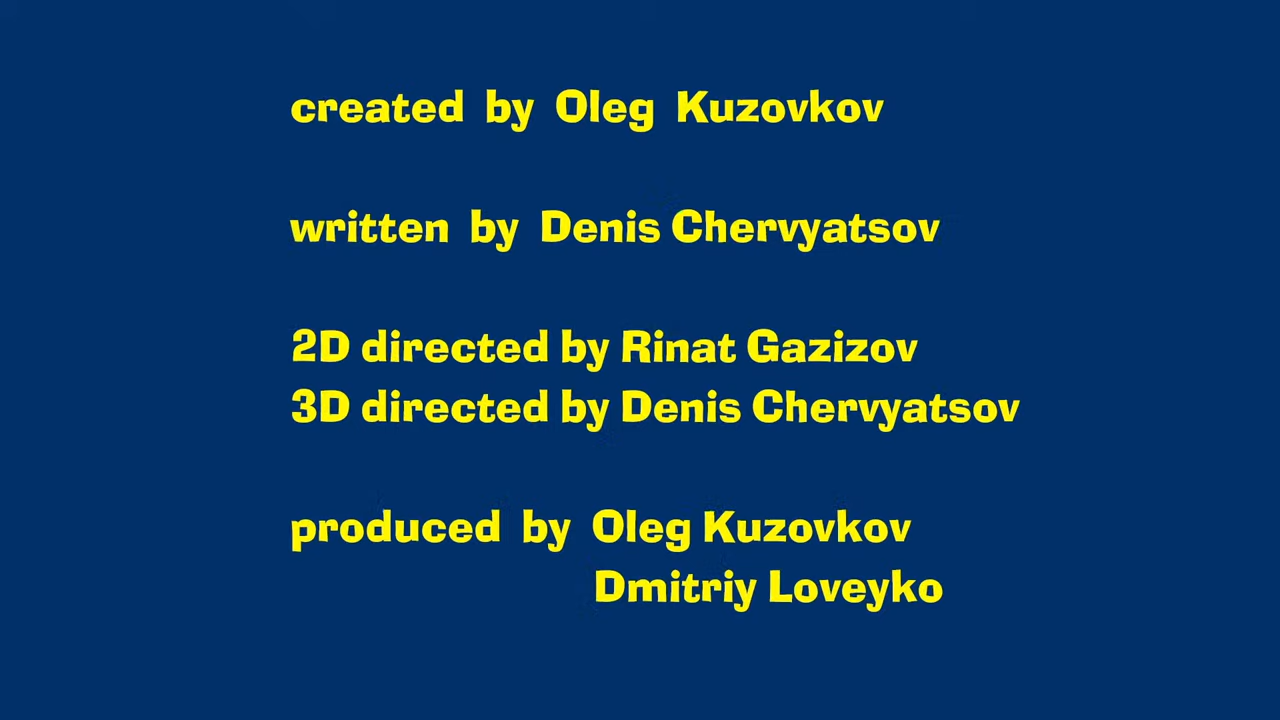 created by Oleg Kuzovkov
written by Denis Chervyatsov
2D directed by Rinat Gazizov
3D directed by Denis Chervyatsov
produced by Oleg Kuzovkov
Dmitriy Loveyko